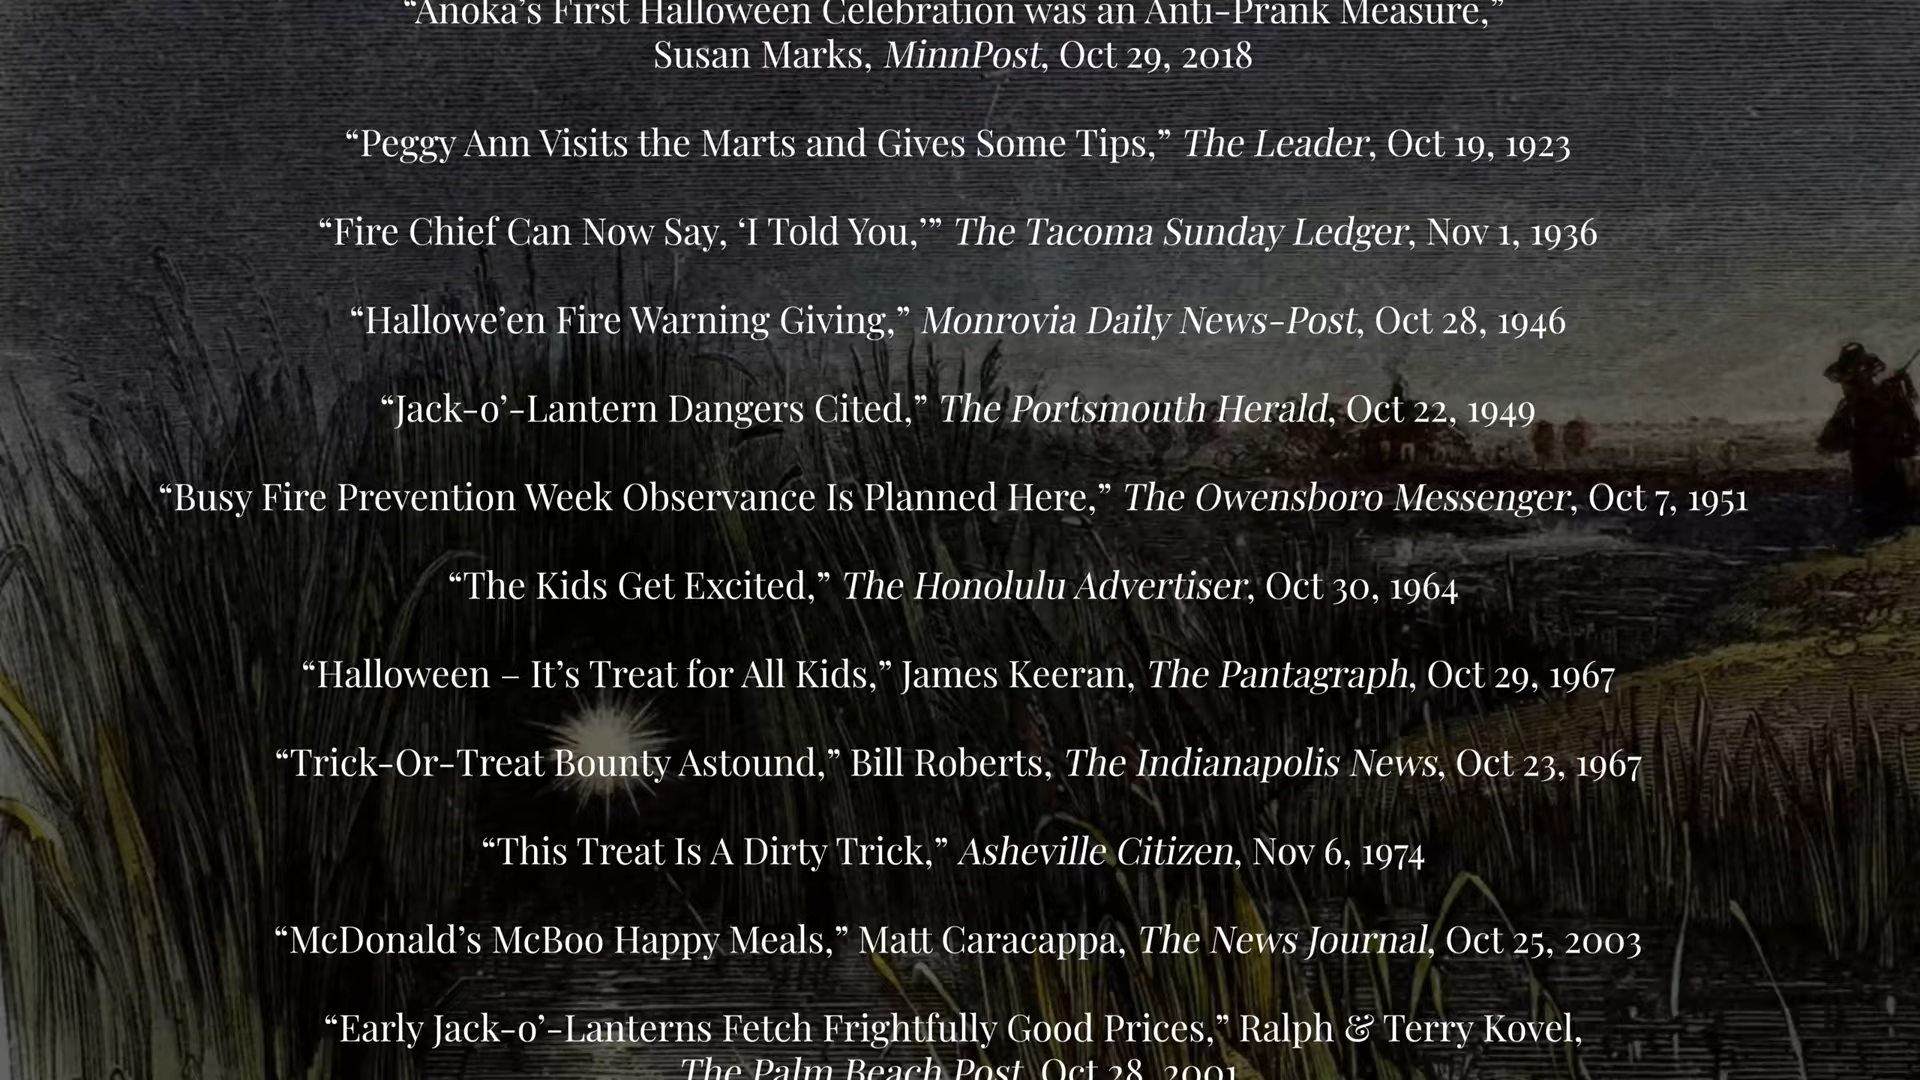 “Anoka’s First Halloween Celebration was an Anti-Prank Measure,”
Susan Marks, MinnPost, Oct 29, 2018
“Peggy Ann Visits the Marts and Gives Some Tips,” The Leader, Oct 19, 1923
“Fire Chief Can Now Say, ‘I Told You,’” The Tacoma Sunday Ledger, Nov 1, 1936
“Hallowe’en Fire Warning Giving,” Monrovia Daily News-Post, Oct 28, 1946
“Jack-o’-Lantern Dangers Cited,” The Portsmouth Herald, Oct 22, 1949
“Busy Fire Prevention Week Observance Is Planned Here,” The Owensboro Messenger, Oct 7, 1951
“The Kids Get Excited,” The Honolulu Advertiser, Oct 30, 1964
“Halloween – It’s Treat for All Kids,” James Keeran, The Pantagraph, Oct 29, 1967
“Trick-Or-Treat Bounty Astound,” Bill Roberts, The Indianapolis News, Oct 23, 1967
“This Treat Is A Dirty Trick,” Asheville Citizen, Nov 6, 1974
“McDonald’s McBoo Happy Meals,” Matt Caracappa, The News Journal, Oct 25, 2003
“Early Jack-o’-Lanterns Fetch Frightfully Good Prices,” Ralph & Terry Kovel,
The Palm Beach Post, Oct 28, 2001